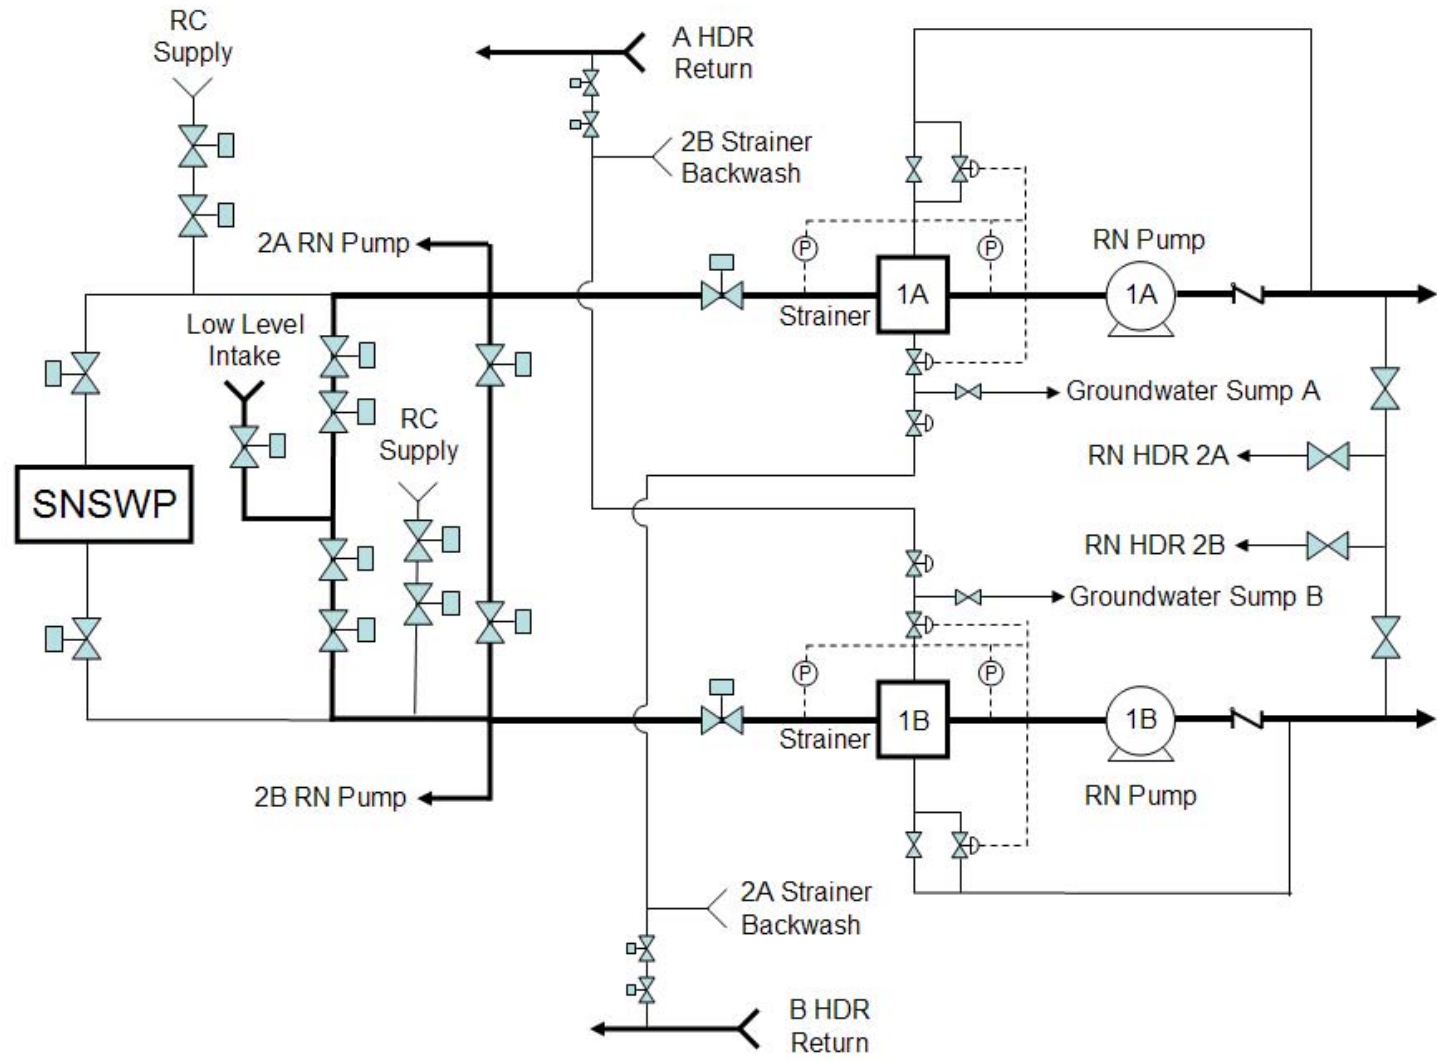 RC
Supply
A HDR
Return
2B Strainer
Backwash
2A RN Pump
P
P
RN Pump
1A
1A
Strainer
Low Level
Intake
Groundwater Sump A
RC
Supply
RN HDR 2A
SNSWP
RN HDR 2B
Groundwater Sump B
P
P
1B
1B
Strainer
2B RN Pump
RN Pump
2A Strainer
Backwash
B HDR
Return